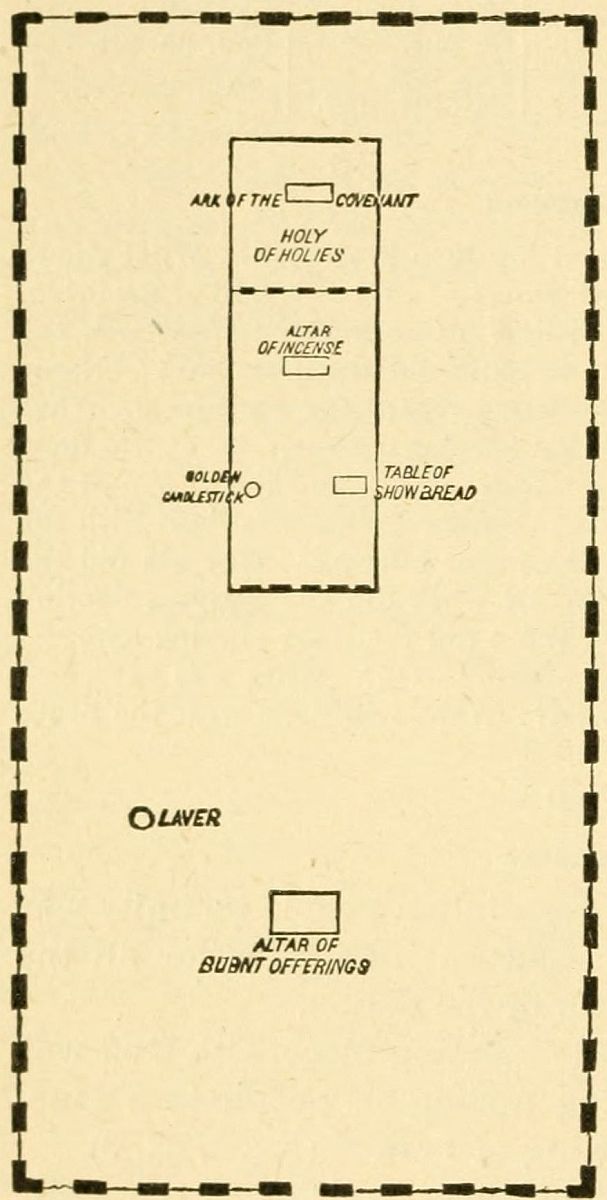 ARK OF THE COVENANT
HOLY
OF HOLIES
ALTAR
OF INCENSE
GOLDEN
CANDLESTICK
TABLE OF
SHOW BREAD
LAVER
ALTAR OF
BURNT OFFERINGS